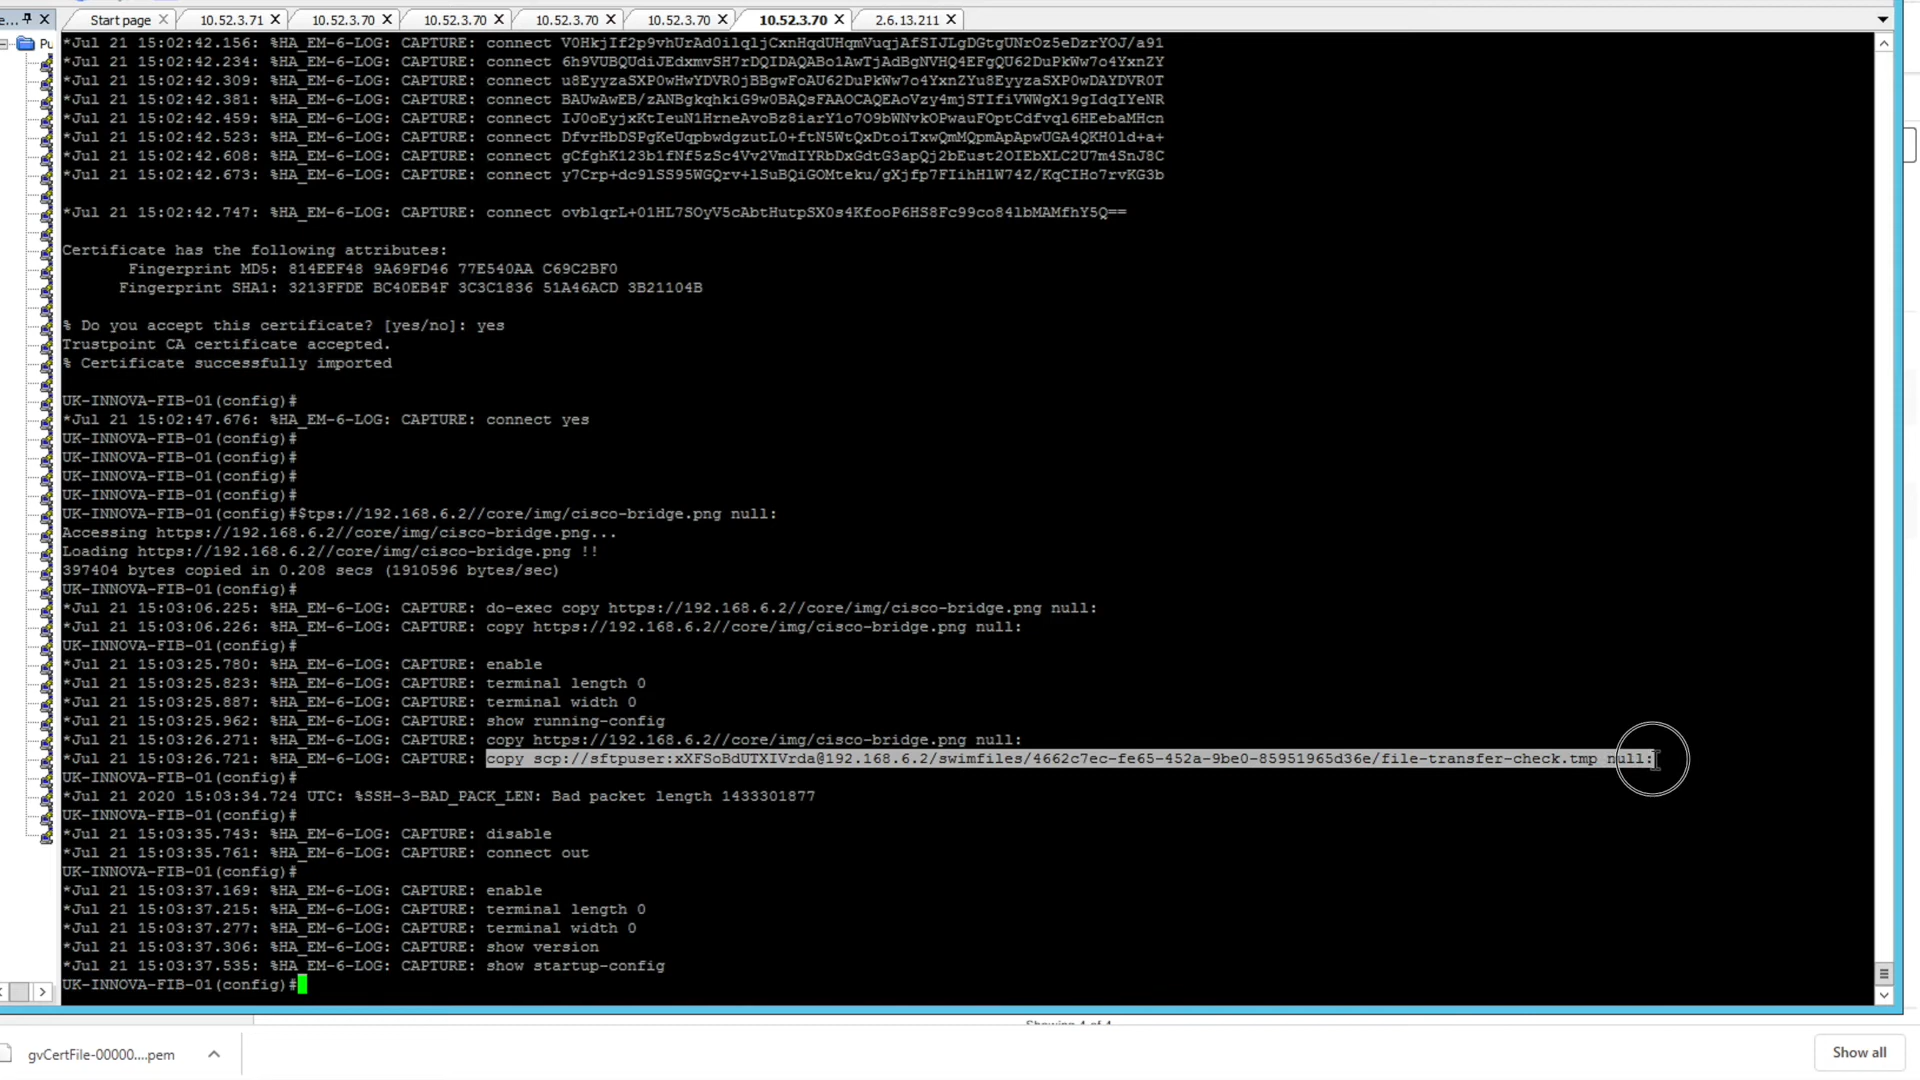 Start page
10.52.3.71
10.52.3.70
10.52.3.70
10.52.3.70
10.52.3.70
10.52.3.70
2.6.13.211
*Jul 21 15:02:42.156: %HA_EM-6-LOG: CAPTURE: connect V0HkjIf2p9vhUrAd0ilqljCxnHqdUHqmVuqjAfSIJLgDGtgUNrOz5eDzrYOJ/a91
*Jul 21 15:02:42.234: %HA_EM-6-LOG: CAPTURE: connect 6h9VUBQUdiJEdxmvSH7rDQIDAQABo1AwTjAdBgNVHQ4EFgQU62DuPkWw7o4YxnZY
*Jul 21 15:02:42.309: %HA_EM-6-LOG: CAPTURE: connect u8EyyzaSXP0wHwYDVR0jBBgwFoAU62DuPkWw7o4YxnZYu8EyyzaSXP0wDAYDVR0T
*Jul 21 15:02:42.381: %HA_EM-6-LOG: CAPTURE: connect BAUwAwEB/zANBgkqhkiG9w0BAQsFAAOCAQEAoVzy4mjSTIfiVWWgX19gIdqIYeNR
*Jul 21 15:02:42.459: %HA_EM-6-LOG: CAPTURE: connect IJ0oEyjxKtIeuN1HrneAvoBz8iarY1o7O9bWNvkOPwauFOptCdfvql6HEebaMHcn
*Jul 21 15:02:42.523: %HA_EM-6-LOG: CAPTURE: connect DfvrHbDSPgKeUqpbwdgzutL0+ftN5WtQxDtoiTxwQmMQpmApApwUGA4QKH0ld+a+
*Jul 21 15:02:42.608: %HA_EM-6-LOG: CAPTURE: connect gCfghK123b1fNf5zSc4Vv2VmdIYRbDxGdtG3apQj2bEust2OIEbXLC2U7m4SnJ8C
*Jul 21 15:02:42.673: %HA_EM-6-LOG: CAPTURE: connect y7Crp+dc9lSS95WGQrv+lSuBQiGOMteku/gXjfp7FIihHlW74Z/KqCIHo7rvKG3b
*Jul 21 15:02:42.747: %HA_EM-6-LOG: CAPTURE: connect ovblqrL+01HL7SOyV5cAbtHutpSX0s4KfooP6HS8Fc99co84lbMAMfhY5Q==
Certificate has the following attributes:
Fingerprint MD5: 814EEF48 9A69FD46 77E540AA C69C2BF0
Fingerprint SHA1: 3213FFDE BC40EB4F 3C3C1836 51A46ACD 3B21104B
% Do you accept this certificate? [yes/no]: yes
Trustpoint CA certificate accepted.
% Certificate successfully imported
UK-INNOVA-FIB-01(config)#
*Jul 21 15:02:47.676: %HA_EM-6-LOG: CAPTURE: connect yes
UK-INNOVA-FIB-01(config)#
UK-INNOVA-FIB-01(config)#
UK-INNOVA-FIB-01(config)#
UK-INNOVA-FIB-01(config)#
UK-INNOVA-FIB-01(config)#$tps://192.168.6.2//core/img/cisco-bridge.png null:
Accessing https://192.168.6.2//core/img/cisco-bridge.png...
Loading https://192.168.6.2//core/img/cisco-bridge.png !!
397404 bytes copied in 0.208 secs (1910596 bytes/sec)
UK-INNOVA-FIB-01(config)#
*Jul 21 15:03:06.225: %HA_EM-6-LOG: CAPTURE: do-exec copy https://192.168.6.2//core/img/cisco-bridge.png null:
*Jul 21 15:03:06.226: %HA_EM-6-LOG: CAPTURE: copy https://192.168.6.2//core/img/cisco-bridge.png null:
UK-INNOVA-FIB-01(config)#
*Jul 21 15:03:25.780: %HA_EM-6-LOG: CAPTURE: enable
*Jul 21 15:03:25.823: %HA_EM-6-LOG: CAPTURE: terminal length 0
*Jul 21 15:03:25.887: %HA_EM-6-LOG: CAPTURE: terminal width 0
*Jul 21 15:03:25.962: %HA_EM-6-LOG: CAPTURE: show running-config
*Jul 21 15:03:26.271: %HA_EM-6-LOG: CAPTURE: copy https://192.168.6.2//core/img/cisco-bridge.png null:
*Jul 21 15:03:26.721: %HA_EM-6-LOG: CAPTURE: copy scp://sftpuser:xXFSoBdUTXIVrda@192.168.6.2/swimfiles/4662c7ec-fe65-452a-9be0-85951965d36e/file-transfer-check.tmp null:
UK-INNOVA-FIB-01(config)#
*Jul 21 2020 15:03:34.724 UTC: %SSH-3-BAD_PACK_LEN: Bad packet length 1433301877
UK-INNOVA-FIB-01(config)#
*Jul 21 15:03:35.743: %HA_EM-6-LOG: CAPTURE: disable
*Jul 21 15:03:35.761: %HA_EM-6-LOG: CAPTURE: connect out
UK-INNOVA-FIB-01(config)#
*Jul 21 15:03:37.169: %HA_EM-6-LOG: CAPTURE: enable
*Jul 21 15:03:37.215: %HA_EM-6-LOG: CAPTURE: terminal length 0
*Jul 21 15:03:37.277: %HA_EM-6-LOG: CAPTURE: terminal width 0
*Jul 21 15:03:37.306: %HA_EM-6-LOG: CAPTURE: show version
*Jul 21 15:03:37.535: %HA_EM-6-LOG: CAPTURE: show startup-config
UK-INNOVA-FIB-01(config)#
gvCertFile-00000....pem
Show all